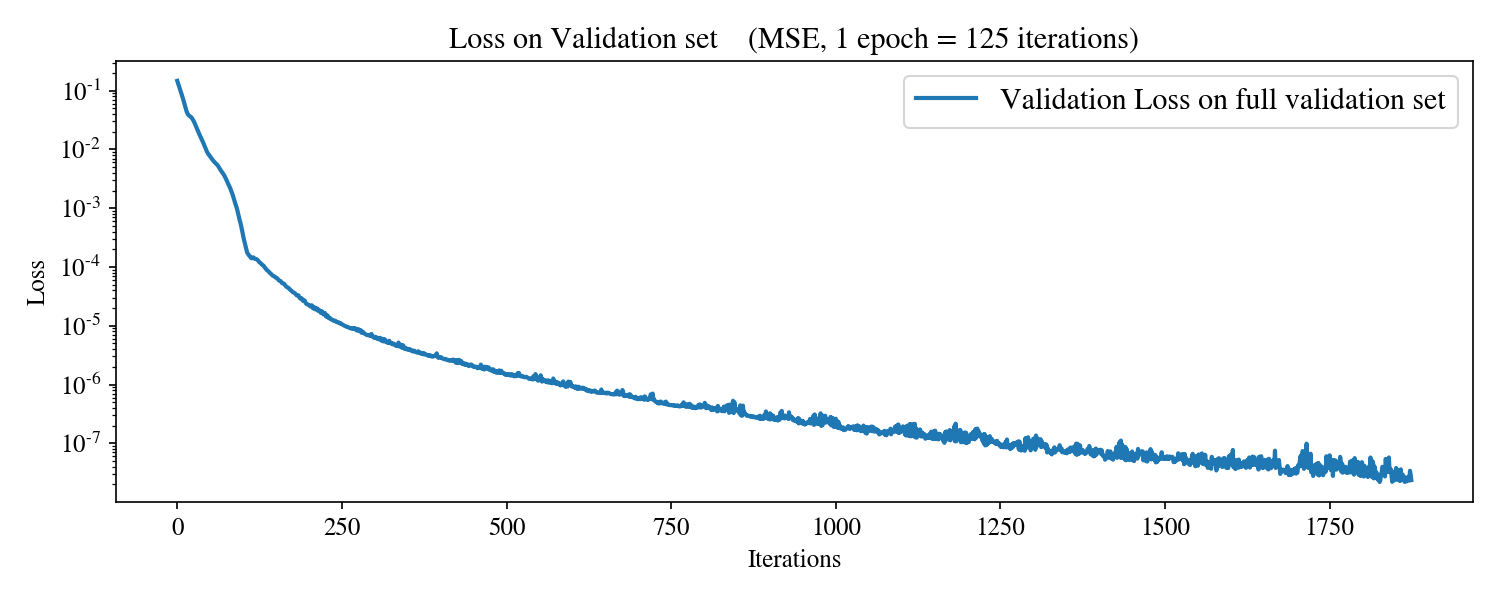 Loss on Validation set (MSE, 1 epoch = 125 iterations)
Validation Loss on full validation set
Loss
10-1
10-2
10-3
10-4
10-5
10-6
10-7
0 250 500 750 1000 1250 1500 1750
Iterations